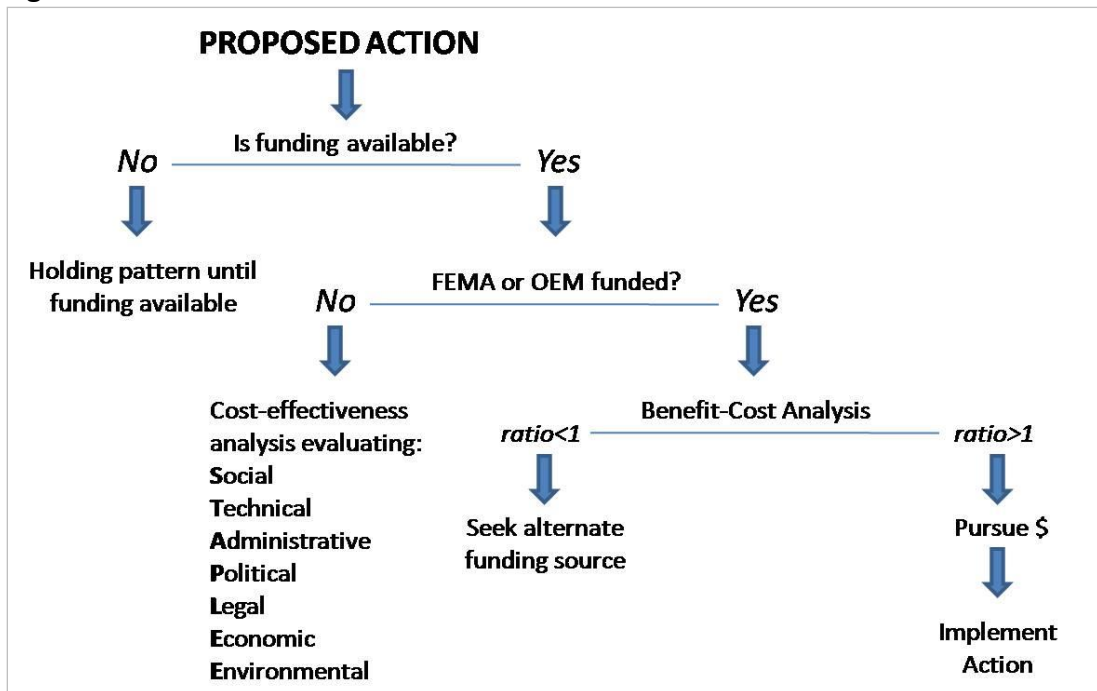 PROPOSED ACTION
Is funding available?
No
Yes
Holding pattern until
funding available
FEMA or OEM funded?
No
Yes
Cost-effectiveness
analysis evaluating:
Social
Technical
Administrative
Political
Legal
Economic
Environmental
Benefit-Cost Analysis
ratio<1
ratio>1
Seek alternate
funding source
Pursue $
Implement
Action